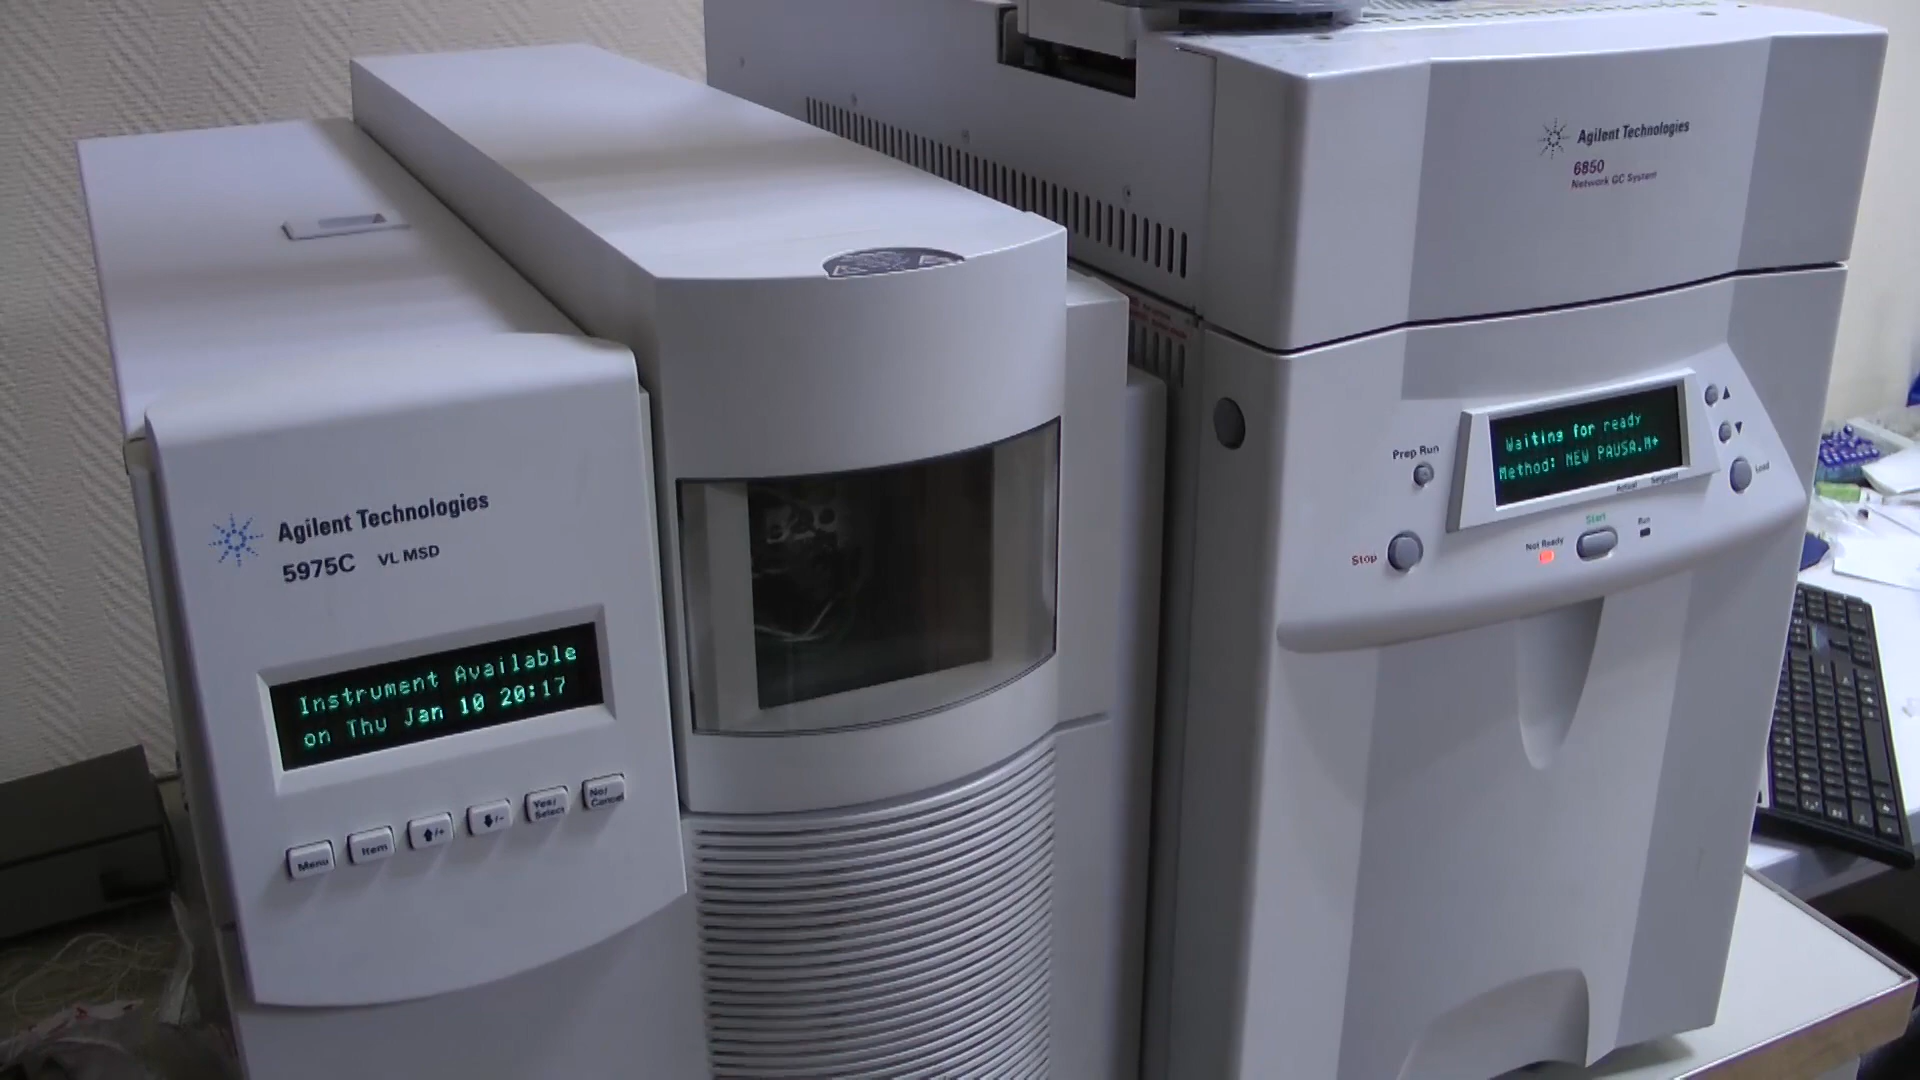 Agilent Technologies
5975C VL MSD
Instrument Available
on Thu Jan 10 20:17
Menu
Item
+
-
Yes/
Select
No/
Cancel
Agilent Technologies
6850
Network GC System
Waiting for ready
Method: NEW PAUSA.M+
Actual Setpoint
Prep Run
Load
Stop
Not Ready
Start
Run